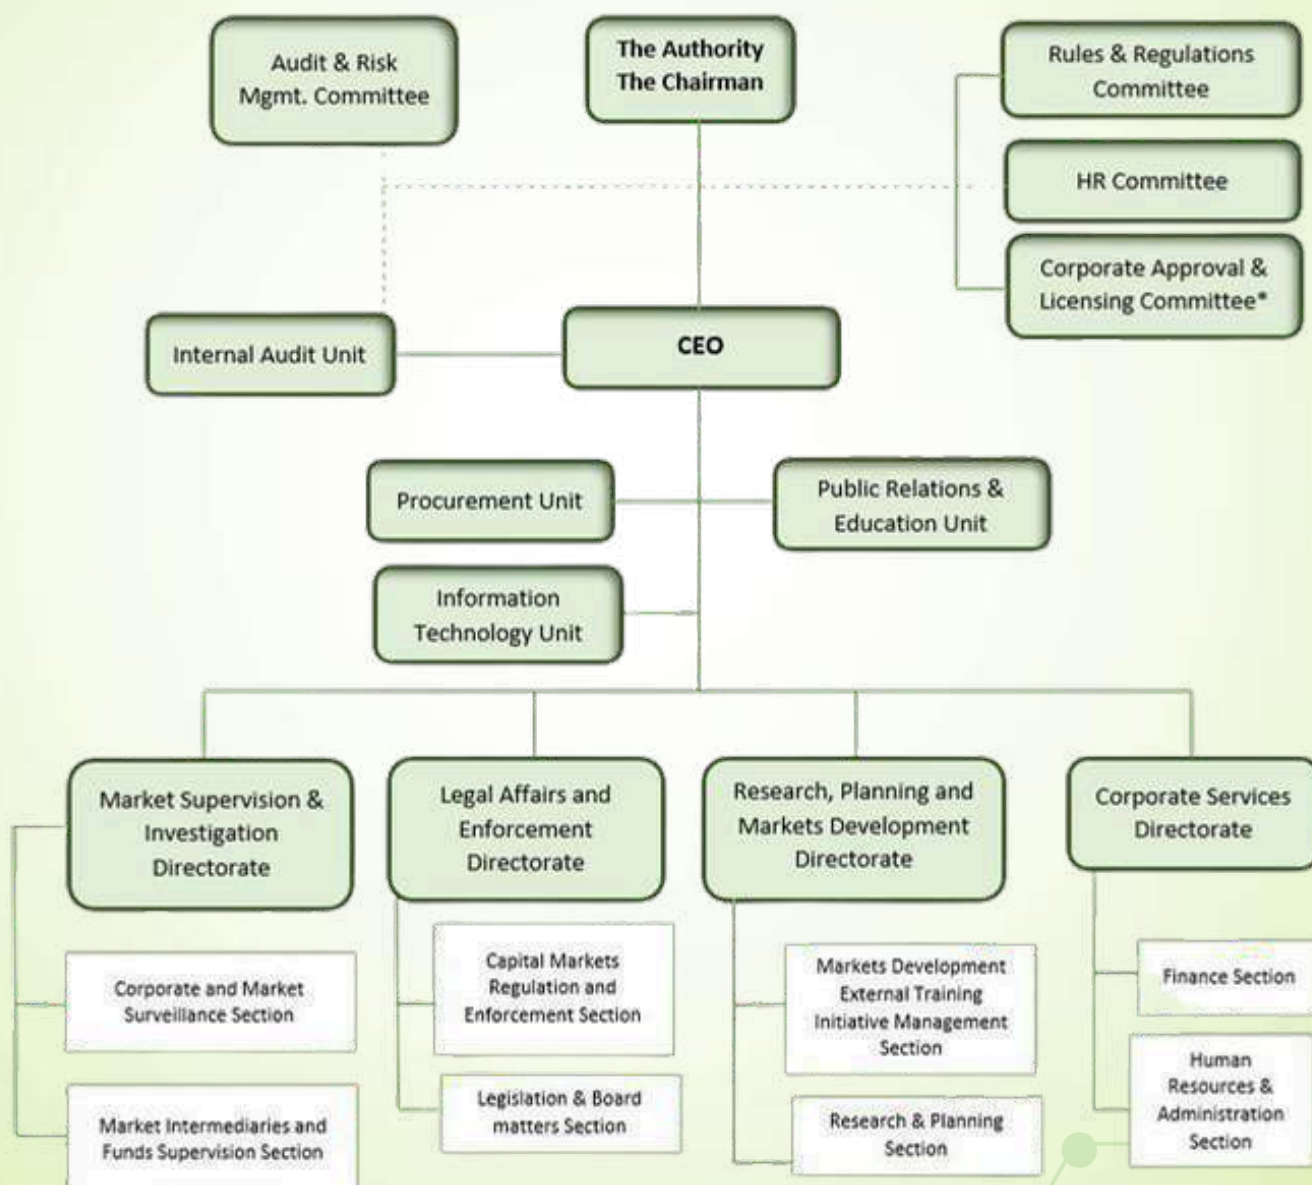 Audit & Risk
Mgmt. Committee
The Authority
The Chairman
Rules & Regulations
Committee
HR Committee
Corporate Approval &
Licensing Committee*
Internal Audit Unit
CEO
Procurement Unit
Public Relations &
Education Unit
Information
Technology Unit
Market Supervision &
Investigation
Directorate
Legal Affairs and
Enforcement
Directorate
Research, Planning and
Markets Development
Directorate
Corporate Services
Directorate
Corporate and Market
Surveillance Section
Market Intermediaries and
Funds Supervision Section
Capital Markets
Regulation and
Enforcement Section
Legislation & Board
matters Section
Markets Development
External Training
Initiative Management
Section
Research & Planning
Section
Finance Section
Human
Resources &
Administration
Section